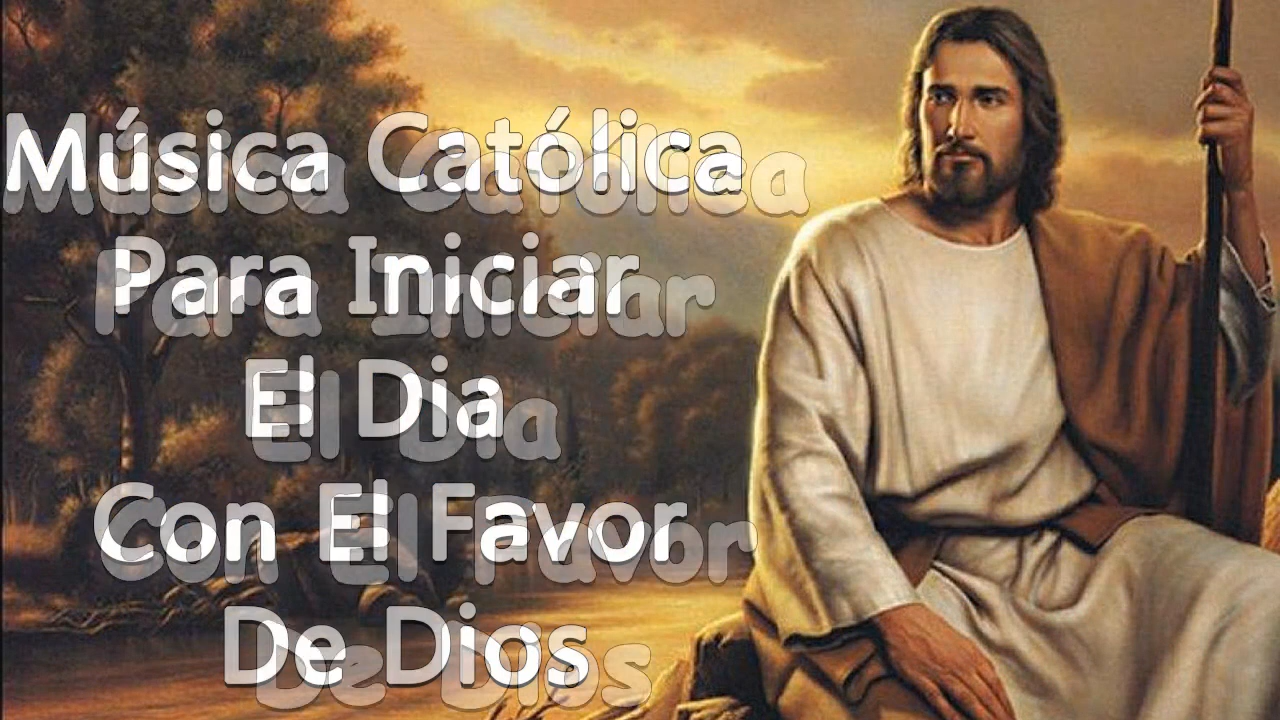 Música Católica
Para Iniciar
El Dia
Con El Favor
De Dios